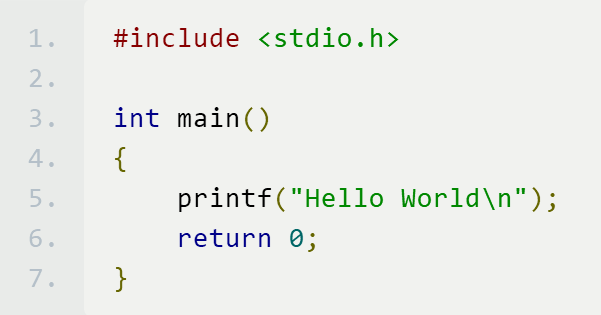 1. #include <stdio.h>
2.
3. int main()
4. {
5.     printf("Hello World\n");
6.     return 0;
7. }